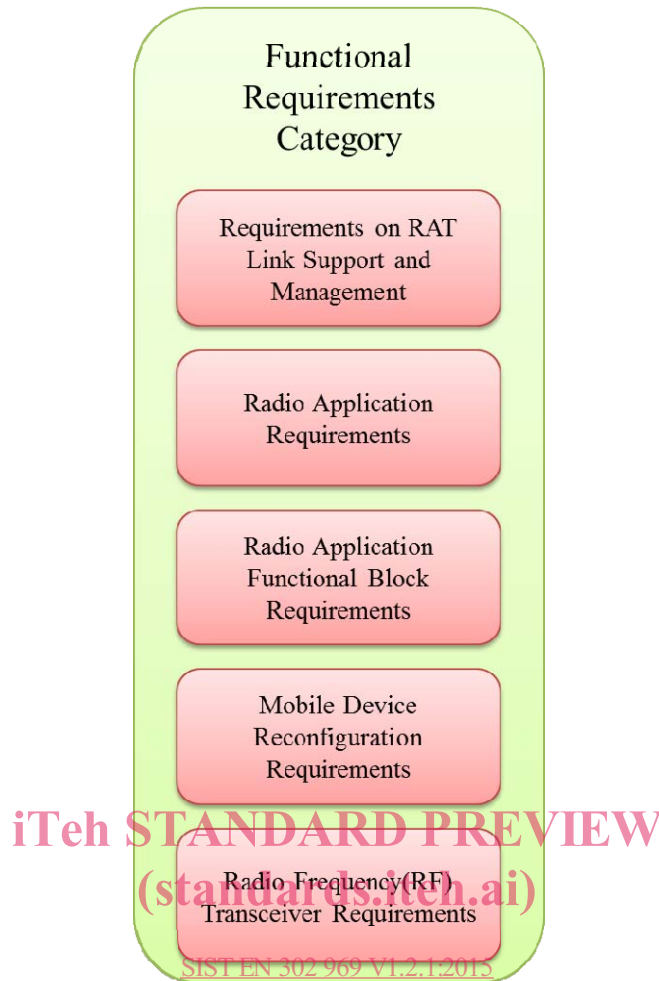 Functional
Requirements
Category
Requirements on RAT
Link Support and
Management
Radio Application
Requirements
Radio Application
Functional Block
Requirements
Mobile Device
Reconfiguration
Requirements
iTeh STANDARD PREVIEW
Radio Frequency(RF)
(standards.iteh.ai)
Transceiver Requirements
SIST EN 302 969 V1.2.1:2015